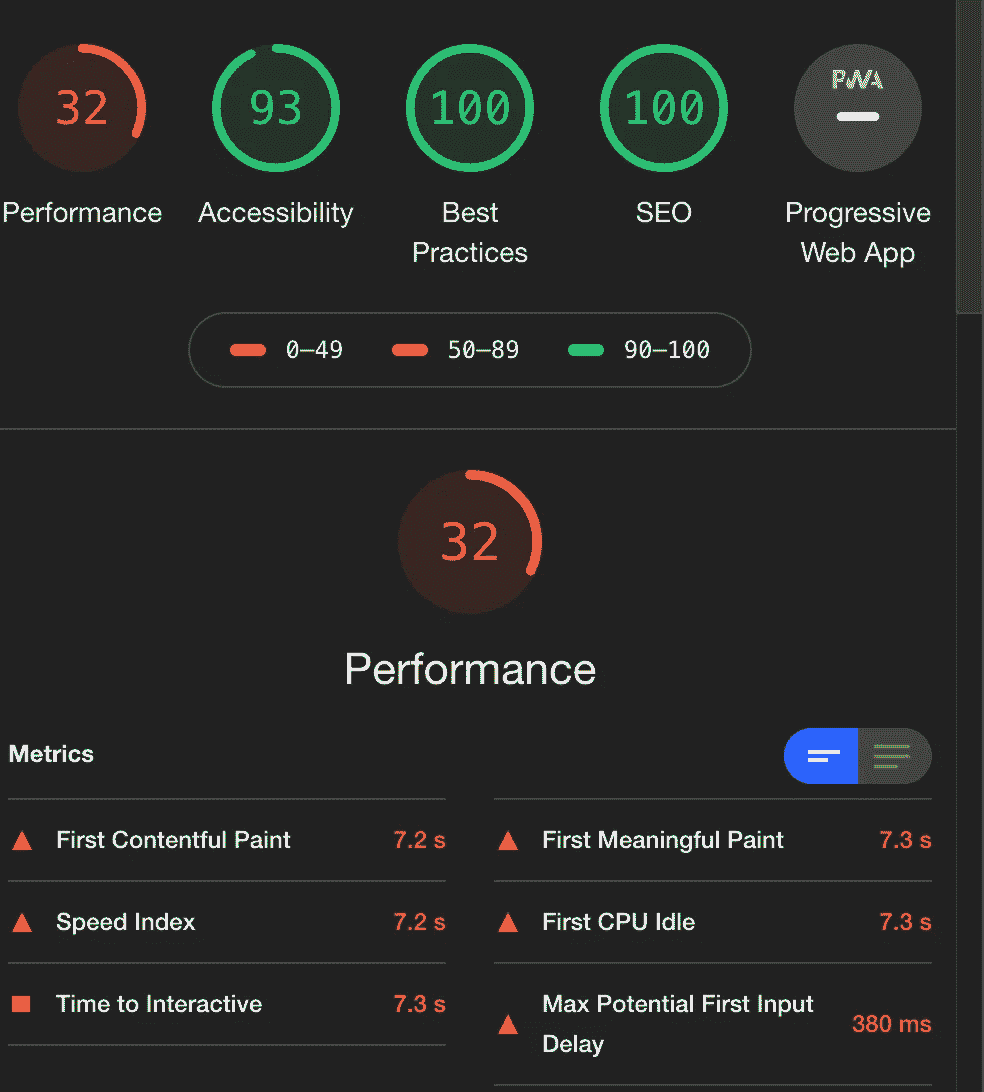 32
93
100
100
PWA
Performance
Accessibility
Best
Practices
SEO
Progressive
Web App
0–49
50–89
90–100
32
Performance
Metrics
First Contentful Paint 7.2 s
First Meaningful Paint 7.3 s
Speed Index 7.2 s
First CPU Idle 7.3 s
Time to Interactive 7.3 s
Max Potential First Input
Delay
380 ms